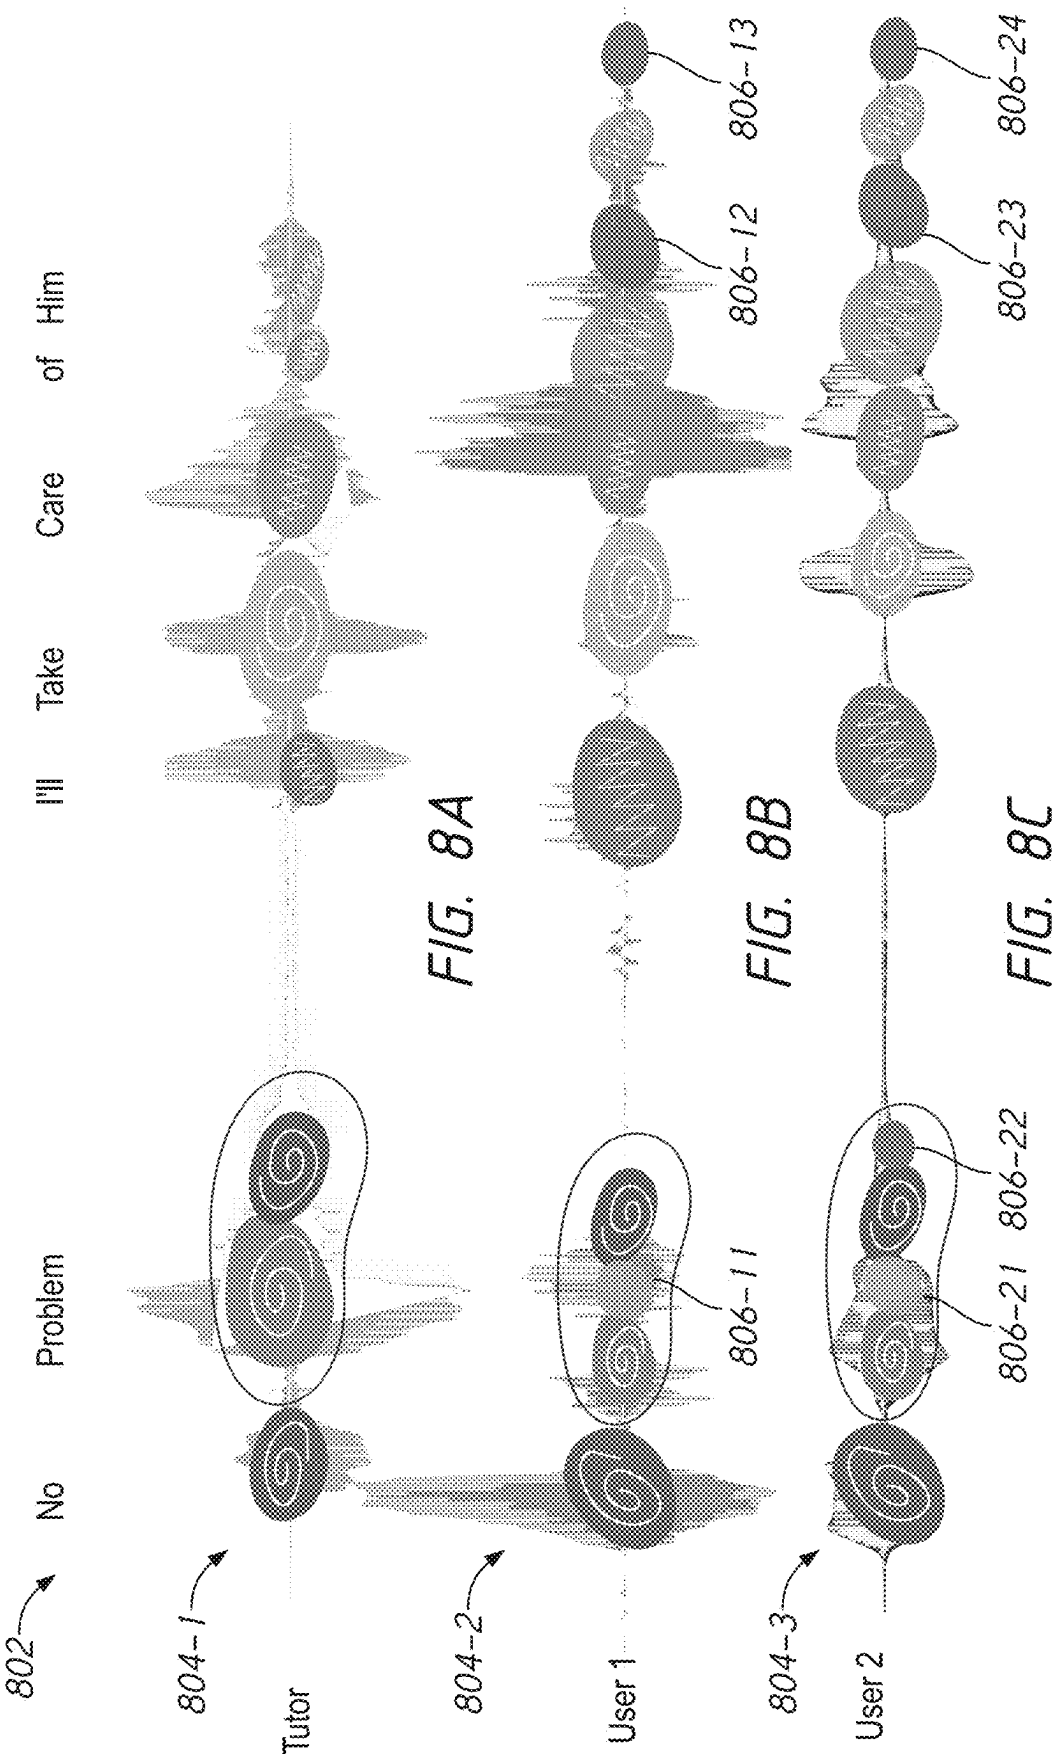 802
No Problem I'll Take Care of Him
804-1
Tutor
FIG. 8A
804-2
User 1
806-11
806-12
806-13
FIG. 8B
804-3
User 2
806-21
806-22
806-23
806-24
FIG. 8C